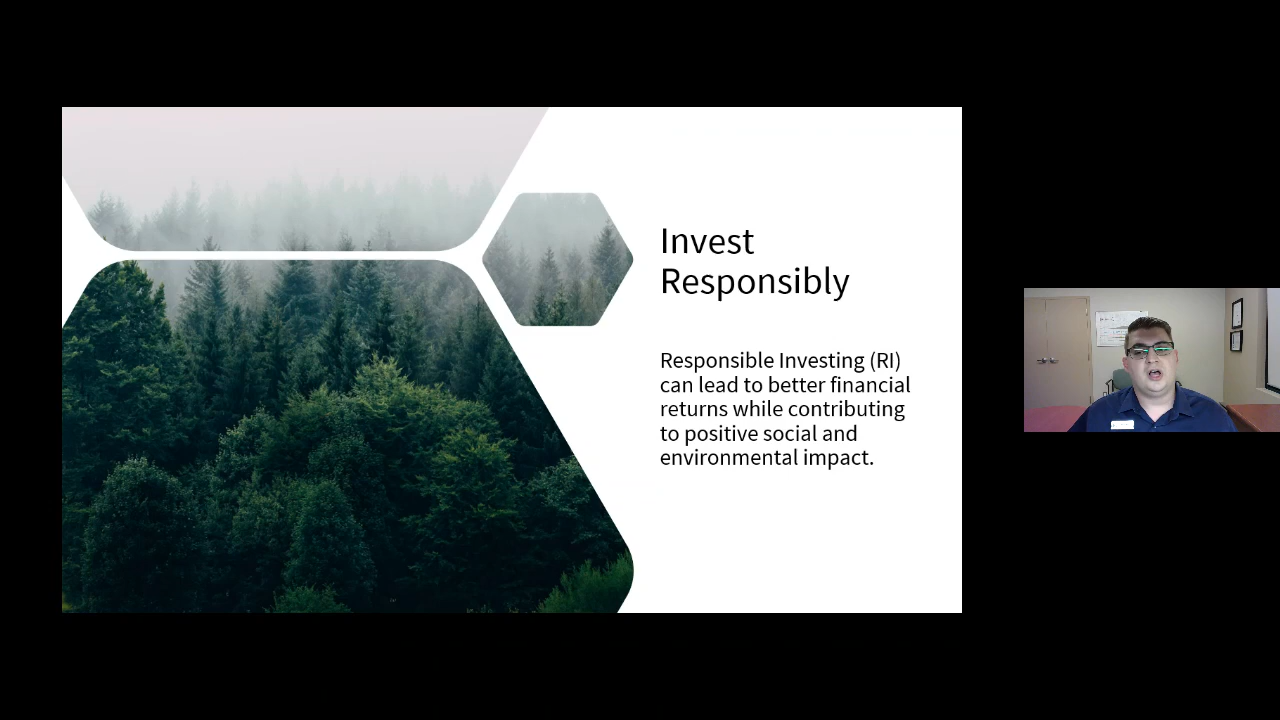 Invest
Responsibly
Responsible Investing (RI)
can lead to better financial
returns while contributing
to positive social and
environmental impact.